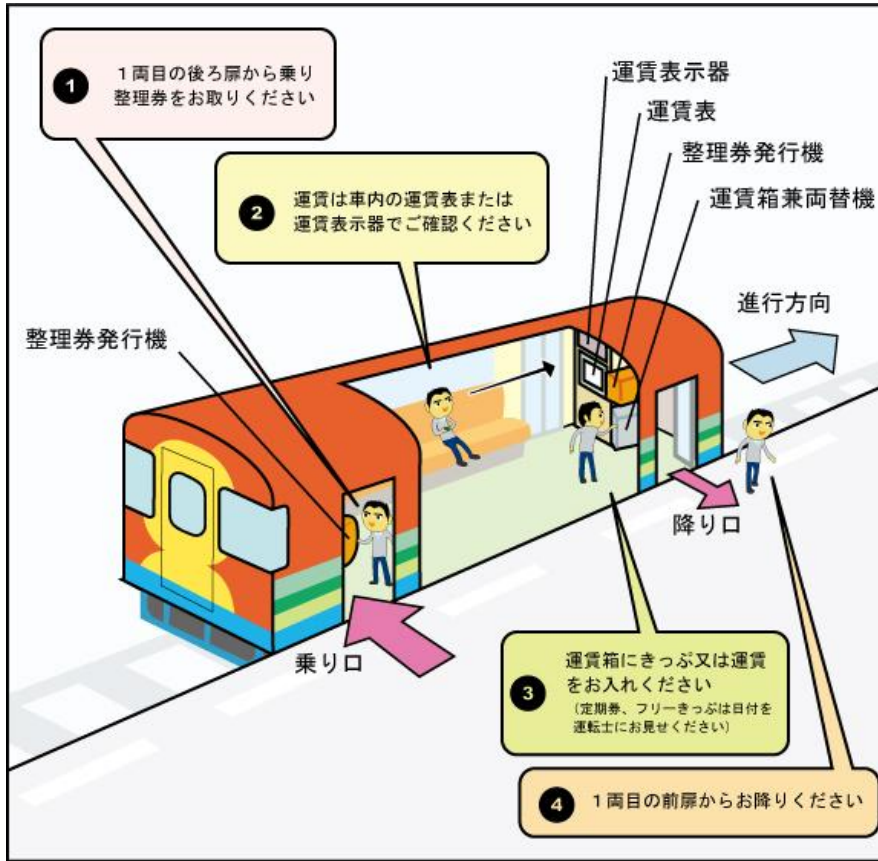 1
1両目の後ろ扉から乗り
整理券をお取りください
運賃表示器
運賃表
整理券発行機
運賃箱兼両替機
2
運賃は車内の運賃表または
運賃表示器でご確認ください
進行方向
整理券発行機
降り口
乗り口
3
運賃箱にきっぷ又は運賃
をお入れください
(定期券、フリーきっぷは日付を
運転士にお見せください)
4
1両目の前扉からお降りください